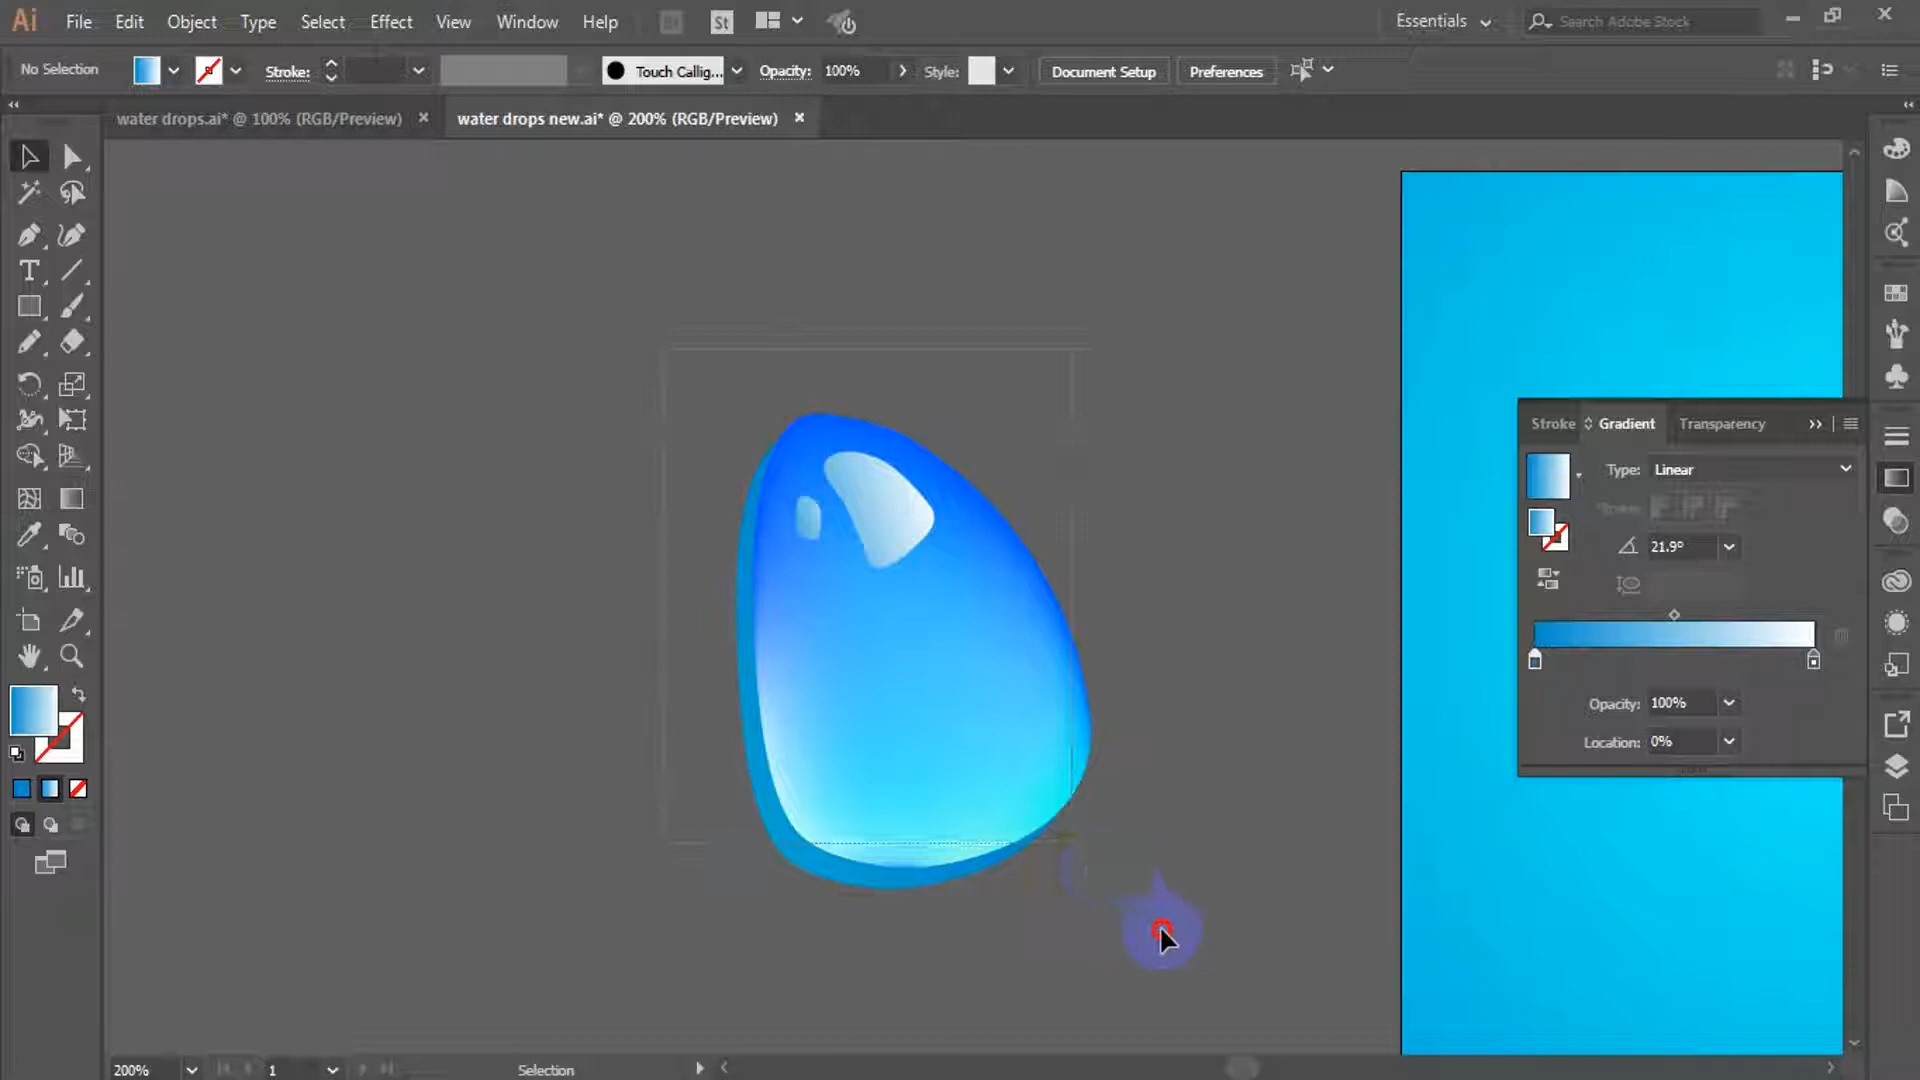 Ai File Edit Object Type Select Effect View Window Help St Essentials Search Adobe Stock
No Selection Stroke: Touch Callig... Opacity: 100% Style: Document Setup Preferences
water drops.ai* @ 100% (RGB/Preview) × water drops new.ai* @ 200% (RGB/Preview) ×
Stroke Gradient Transparency
Type: Linear
Stroke:
21.9°
Opacity: 100%
Location: 0%
200% 1 Selection